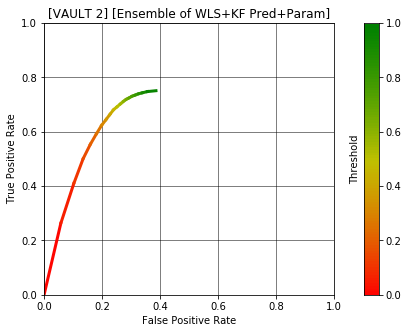 [VAULT 2] [Ensemble of WLS+KF Pred+Param]
1.0
0.8
0.6
0.4
0.2
0.0
True Positive Rate
0.0 0.2 0.4 0.6 0.8 1.0
False Positive Rate
Threshold
1.0
0.8
0.6
0.4
0.2
0.0